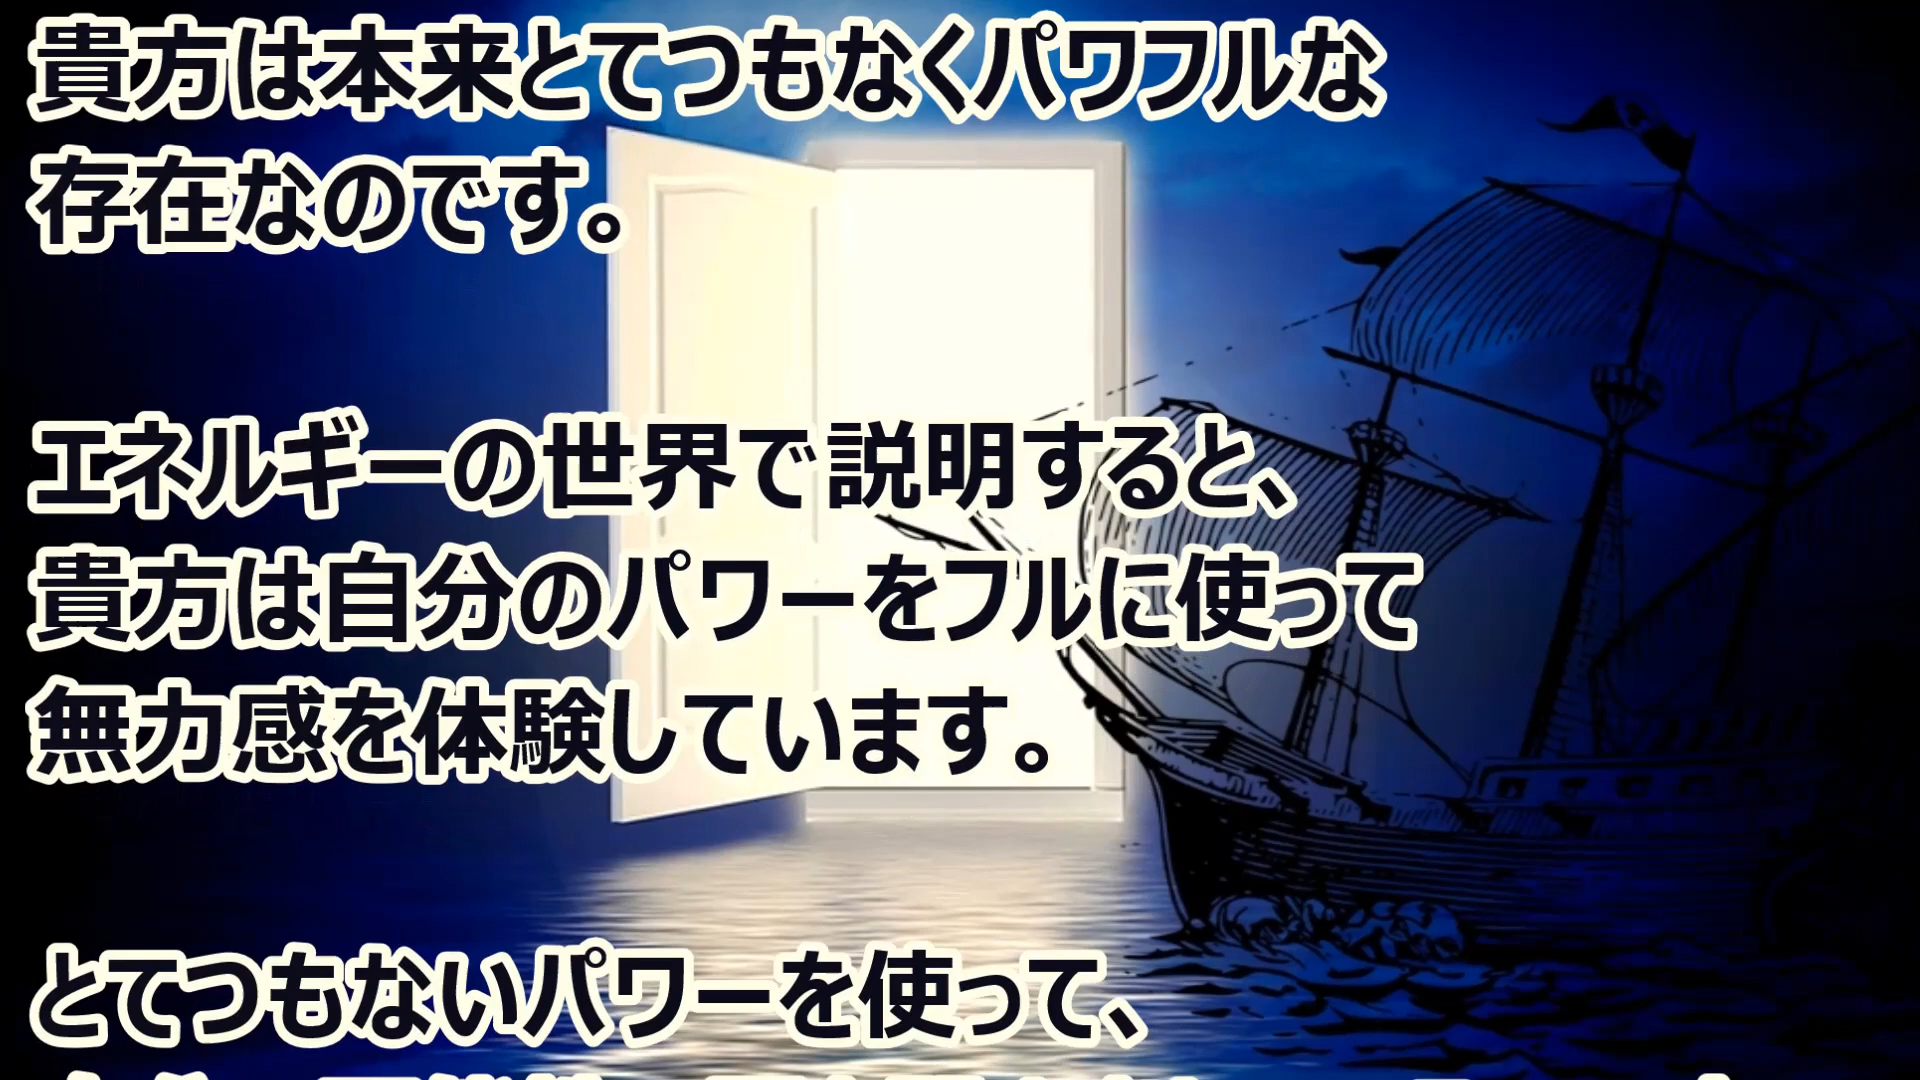 貴方は本来とてつもなくパワフルな
存在なのです。
エネルギーの世界で説明すると、
貴方は自分のパワーをフルに使って
無力感を体験しています。
とてつもないパワーを使って、